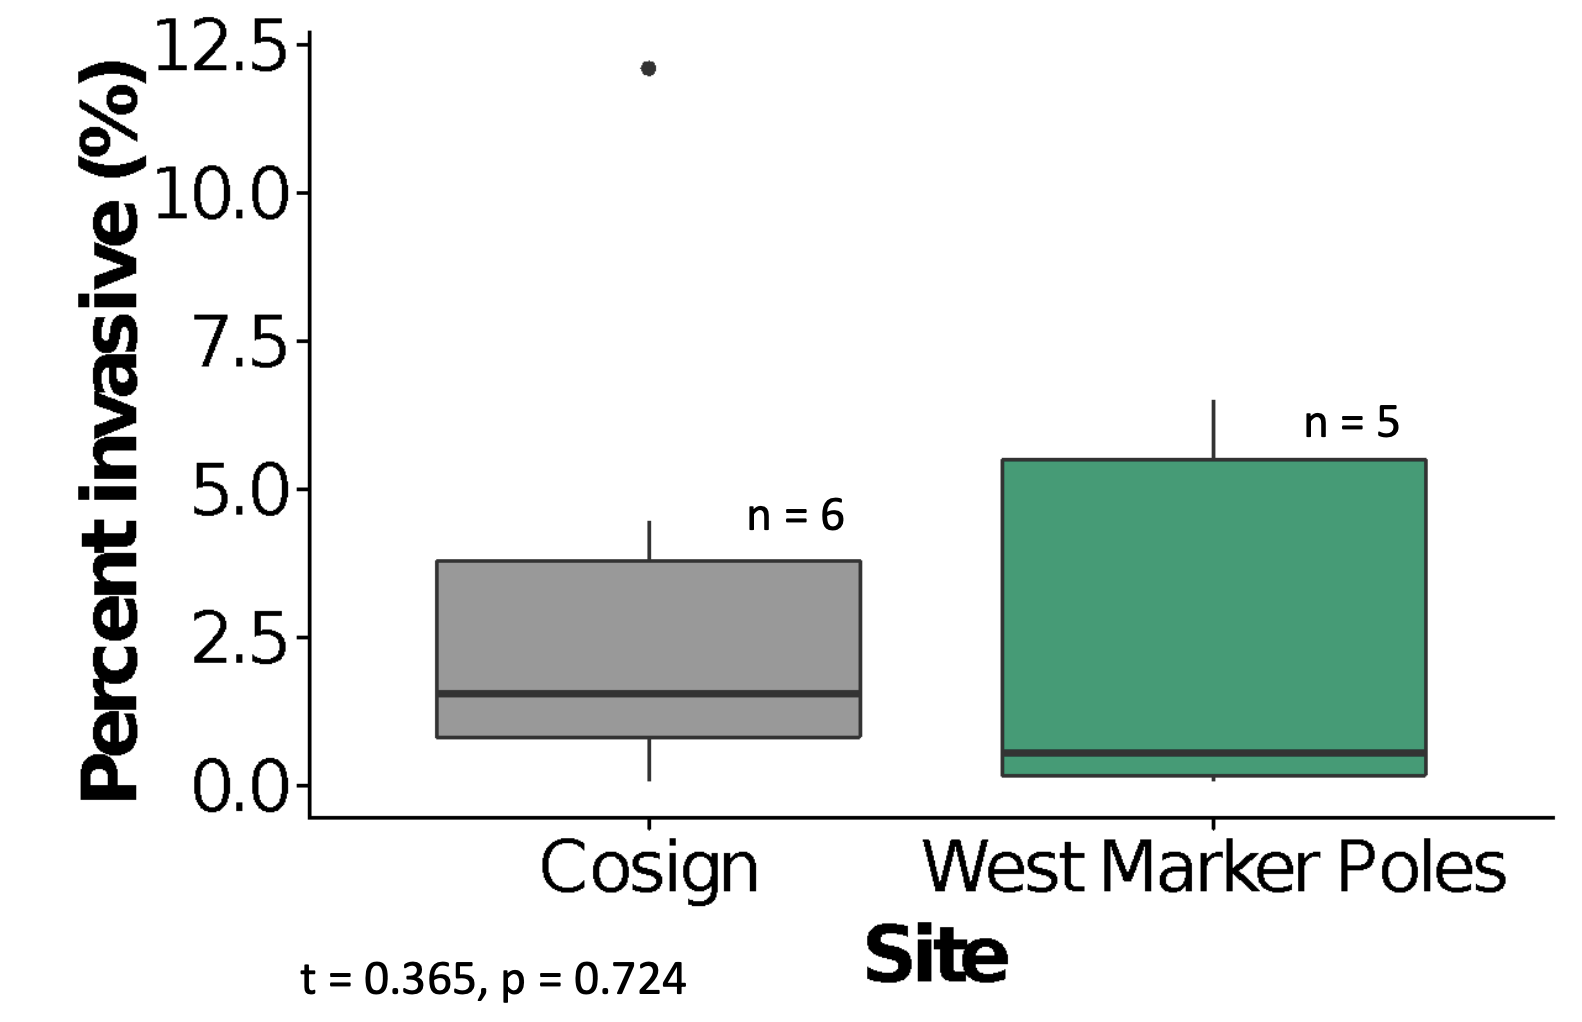 Percent invasive (%)
12.5
10.0
7.5
5.0
2.5
0.0
n = 6
n = 5
Cosign
West Marker Poles
Site
t = 0.365, p = 0.724